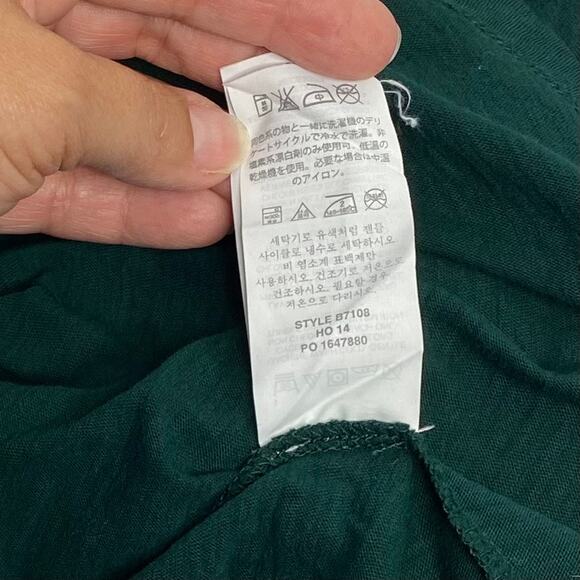 同色系の物と一緒に洗濯機のデリ
ケートサイクルで冷水で洗濯。非
塩素系漂白剤のみ使用可。低温の
乾燥機を使用。必要な場合は中温
のアイロン。
세탁기로 유색처럼 젠틀
사이클로 냉수로 세탁하시오
비 염소계 표백제만
사용하시오. 건조기로 저온으로
건조하시오. 필요할 경우
저온으로 다리시오.
STYLE B7108
HO 14
PO 1647880